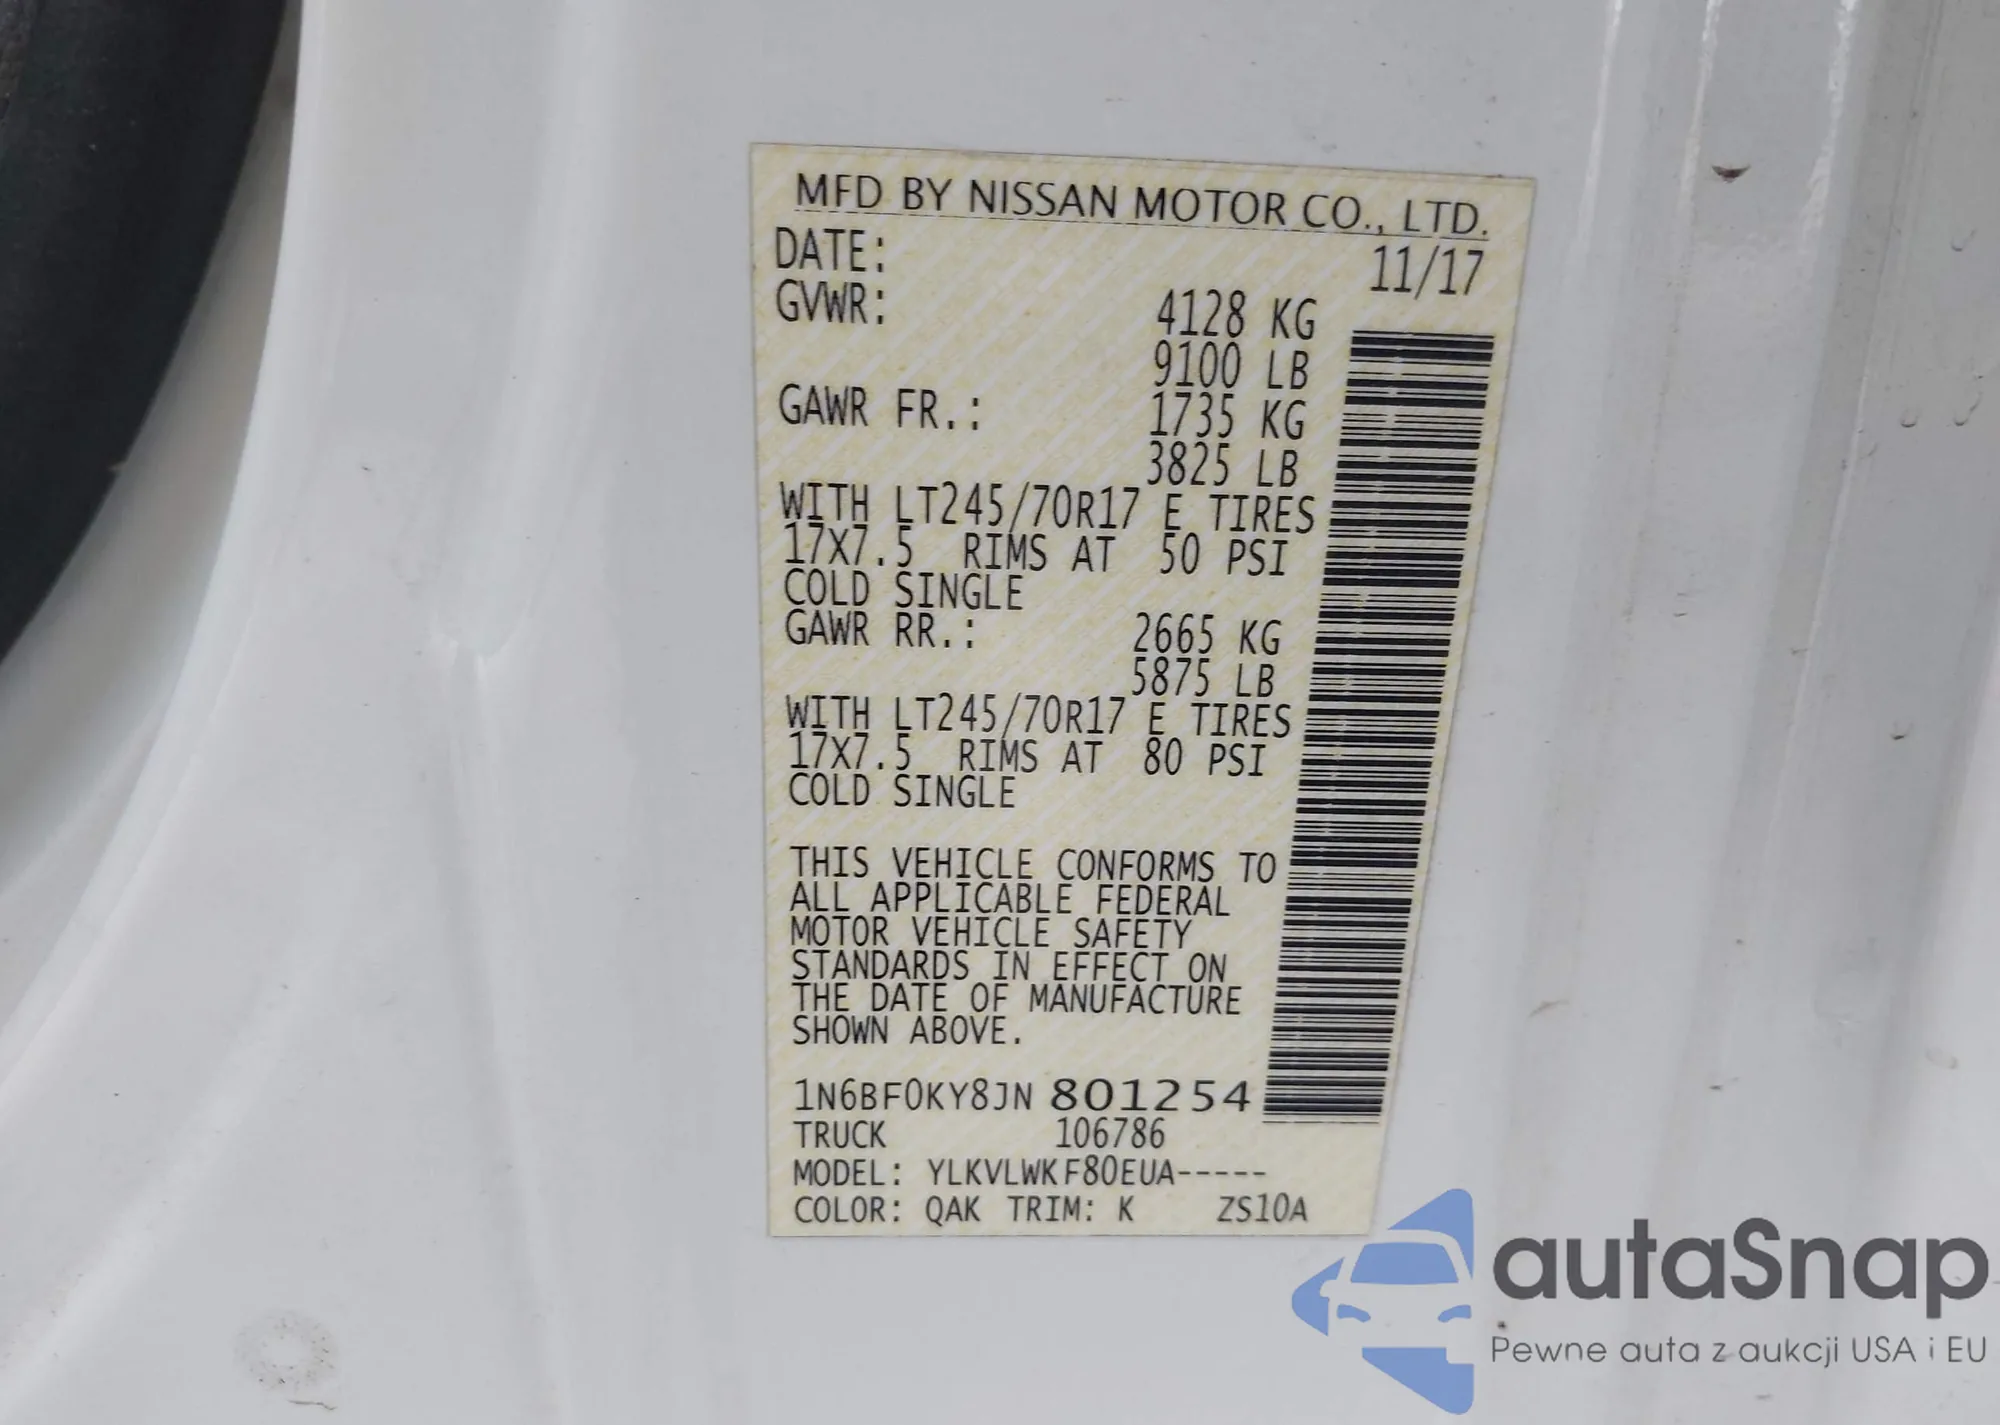 MFD BY NISSAN MOTOR CO., LTD.
DATE: 11/17
GVWR: 4128 KG
9100 LB
GAWR FR.: 1735 KG
3825 LB
WITH LT245/70R17 E TIRES
17X7.5 RIMS AT 50 PSI
COLD SINGLE
GAWR RR.: 2665 KG
5875 LB
WITH LT245/70R17 E TIRES
17X7.5 RIMS AT 80 PSI
COLD SINGLE
THIS VEHICLE CONFORMS TO
ALL APPLICABLE FEDERAL
MOTOR VEHICLE SAFETY
STANDARDS IN EFFECT ON
THE DATE OF MANUFACTURE
SHOWN ABOVE.
1N6BF0KY8JN 801254
TRUCK 106786
MODEL: YLKVLWKF80EUA-----
COLOR: QAK TRIM: K ZS10A
autaSnap
Pewne auta z aukcji USA i EU